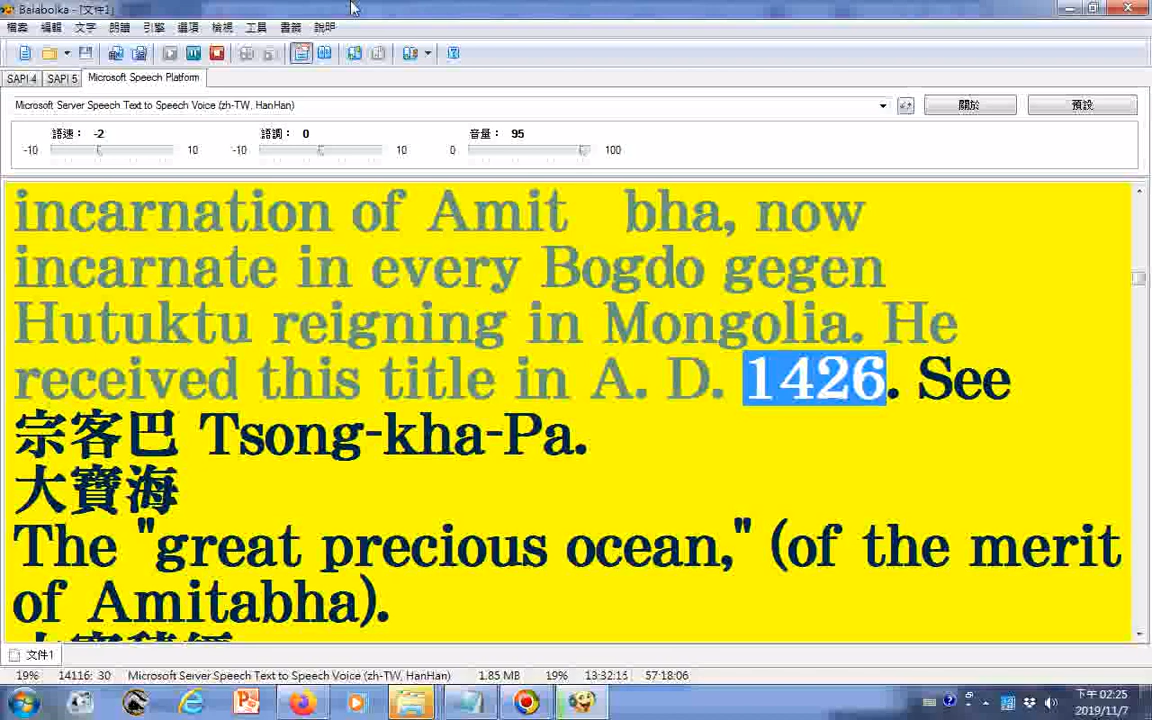 Balabolka - [文件1]
檔案 編輯 文字 朗讀 引擎 選項 檢視 工具 書籤 說明
SAPI 4 SAPI 5 Microsoft Speech Platform
Microsoft Server Speech Text to Speech Voice (zh-TW, HanHan) 關於 預設
語速： -2 語調： 0 音量： 95
-10 10 -10 10 0 100
incarnation of Amit bha, now
incarnate in every Bogdo gegen
Hutuktu reigning in Mongolia. He
received this title in A. D. 1426. See
宗客巴 Tsong-kha-Pa.
大寶海
The "great precious ocean," (of the merit
of Amitabha).
文件1
19% 14116: 30 Microsoft Server Speech Text to Speech Voice (zh-TW, HanHan) 1.85 MB 19% 13:32:15 57:18:06
下午 02:25
2019/11/7